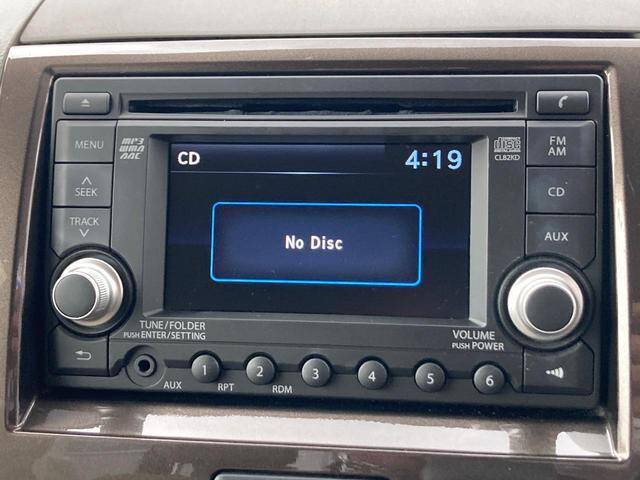 MENU
MP3
WMA
AAC
disc
CL82KD
FM
AM
CD
4:19
SEEK
CD
TRACK
No Disc
AUX
TUNE/FOLDER
PUSH ENTER/SETTING
VOLUME
PUSH POWER
AUX
1
RPT
2
RDM
3
4
5
6